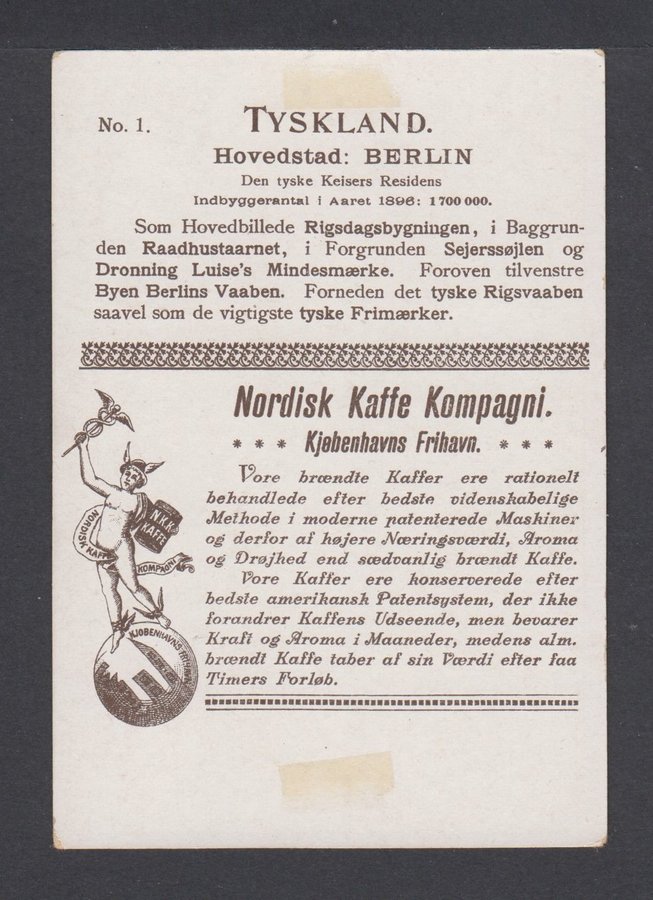 No. 1.
TYSKLAND.
Hovedstad: BERLIN
Den tyske Keisers Residens
Indbyggerantal i Aaret 1896: 1 700 000.
Som Hovedbillede Rigsdagsbygningen, i Baggrun-
den Raadhustaarnet, i Forgrunden Sejerssøjlen og
Dronning Luise's Mindesmærke. Foroven tilvenstre
Byen Berlins Vaaben. Forneden det tyske Rigsvaaben
saavel som de vigtigste tyske Frimærker.
Nordisk Kaffe Kompagni.
* * * Kjøbenhavns Frihavn. * * *
Vore brændte Kaffer ere rationelt
behandlede efter bedste videnskabelige
Methode i moderne patenterede Maskiner
og derfor af højere Næringsværdi, Aroma
og Drøjhed end sædvanlig brændt Kaffe.
Vore Kaffer ere konserverede efter
bedste amerikansk Patentsystem, der ikke
forandrer Kaffens Udseende, men bevarer
Kraft og Aroma i Maaneder, medens alm.
brændt Kaffe taber af sin Værdi efter faa
Timers Forløb.
N.K.K.
KAFFE
NORDISK KAFFE
KOMPAGNI
KJØBENHAVNS FRIHAVN